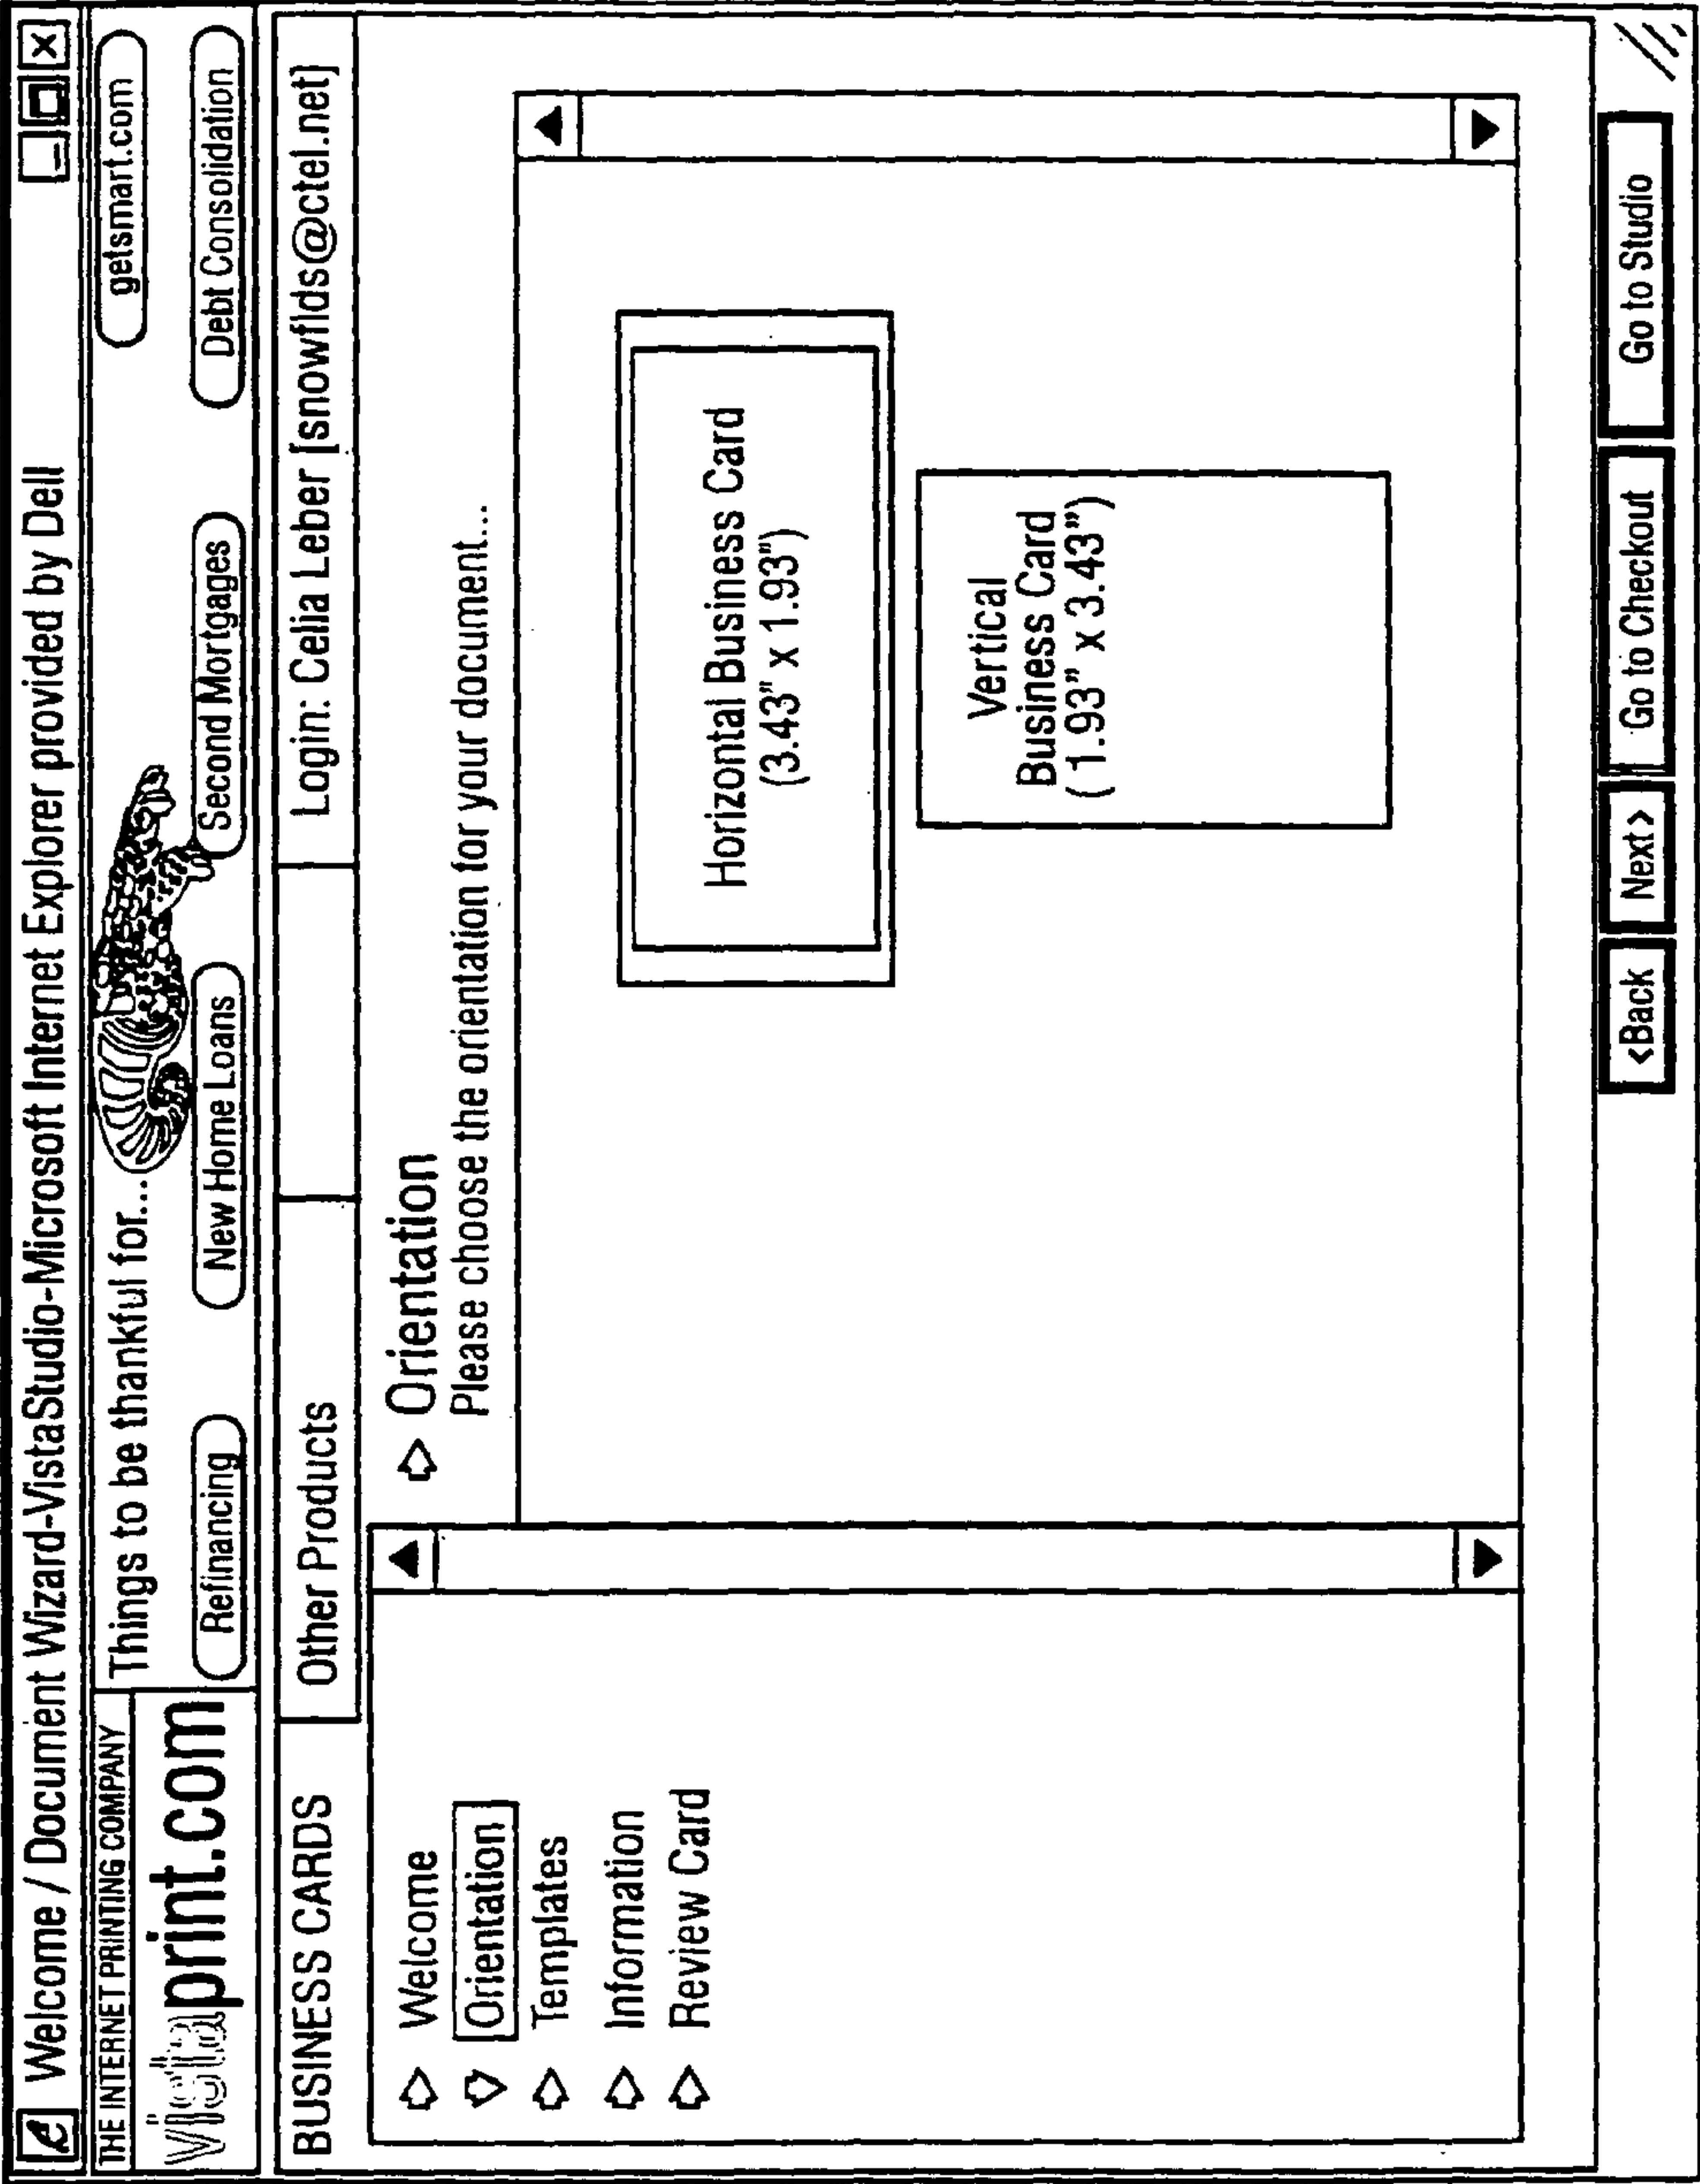 Welcome / Document Wizard-VistaStudio-Microsoft Internet Explorer provided by Dell
THE INTERNET PRINTING COMPANY
vistaprint.com
Things to be thankful for...
getsmart.com
Refinancing
New Home Loans
Second Mortgages
Debt Consolidation
BUSINESS CARDS
Other Products
Login: Celia Leber [snowflds@ctel.net]
Welcome
Orientation
Templates
Information
Review Card
Orientation
Please choose the orientation for your document...
Horizontal Business Card
(3.43" x 1.93")
Vertical
Business Card
(1.93" x 3.43")
<Back
Next>
Go to Checkout
Go to Studio